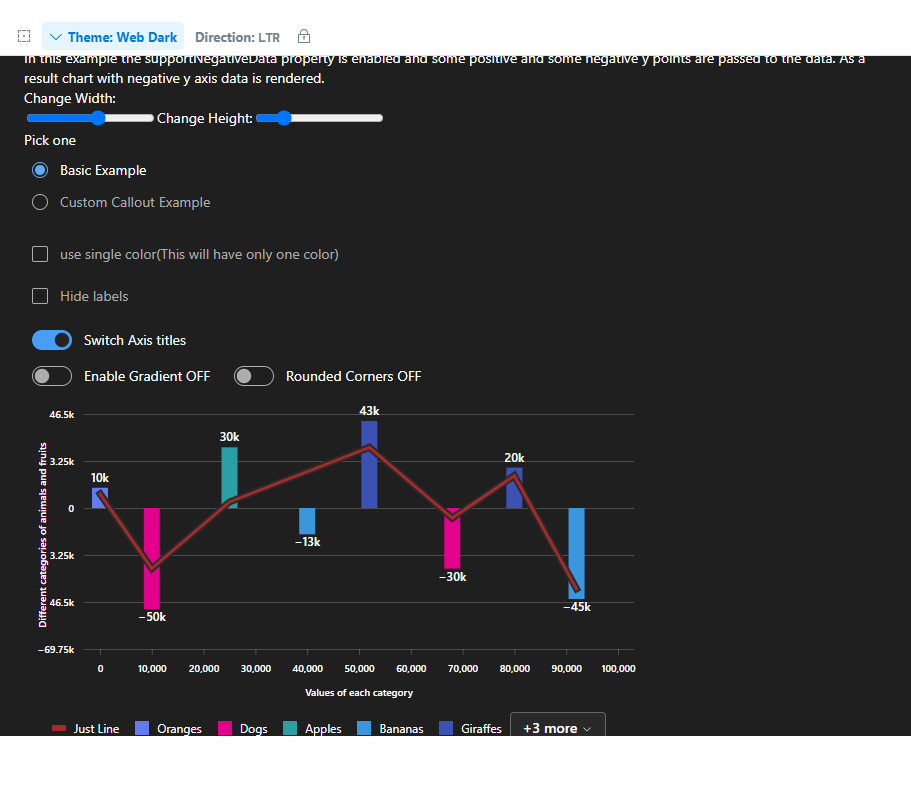 Theme: Web Dark Direction: LTR
In this example the supportNegativeData property is enabled and some positive and some negative y points are passed to the data. As a
result chart with negative y axis data is rendered.
Change Width:
Change Height:
Pick one
Basic Example
Custom Callout Example
use single color(This will have only one color)
Hide labels
Switch Axis titles
Enable Gradient OFF Rounded Corners OFF
43k
46.5k
30k
3.25k
20k
10k
0
−13k
3.25k
−30k
46.5k
−45k
−50k
−69.75k
Different categories of animals and fruits
0 10,000 20,000 30,000 40,000 50,000 60,000 70,000 80,000 90,000 100,000
Values of each category
Just Line Oranges Dogs Apples Bananas Giraffes +3 more